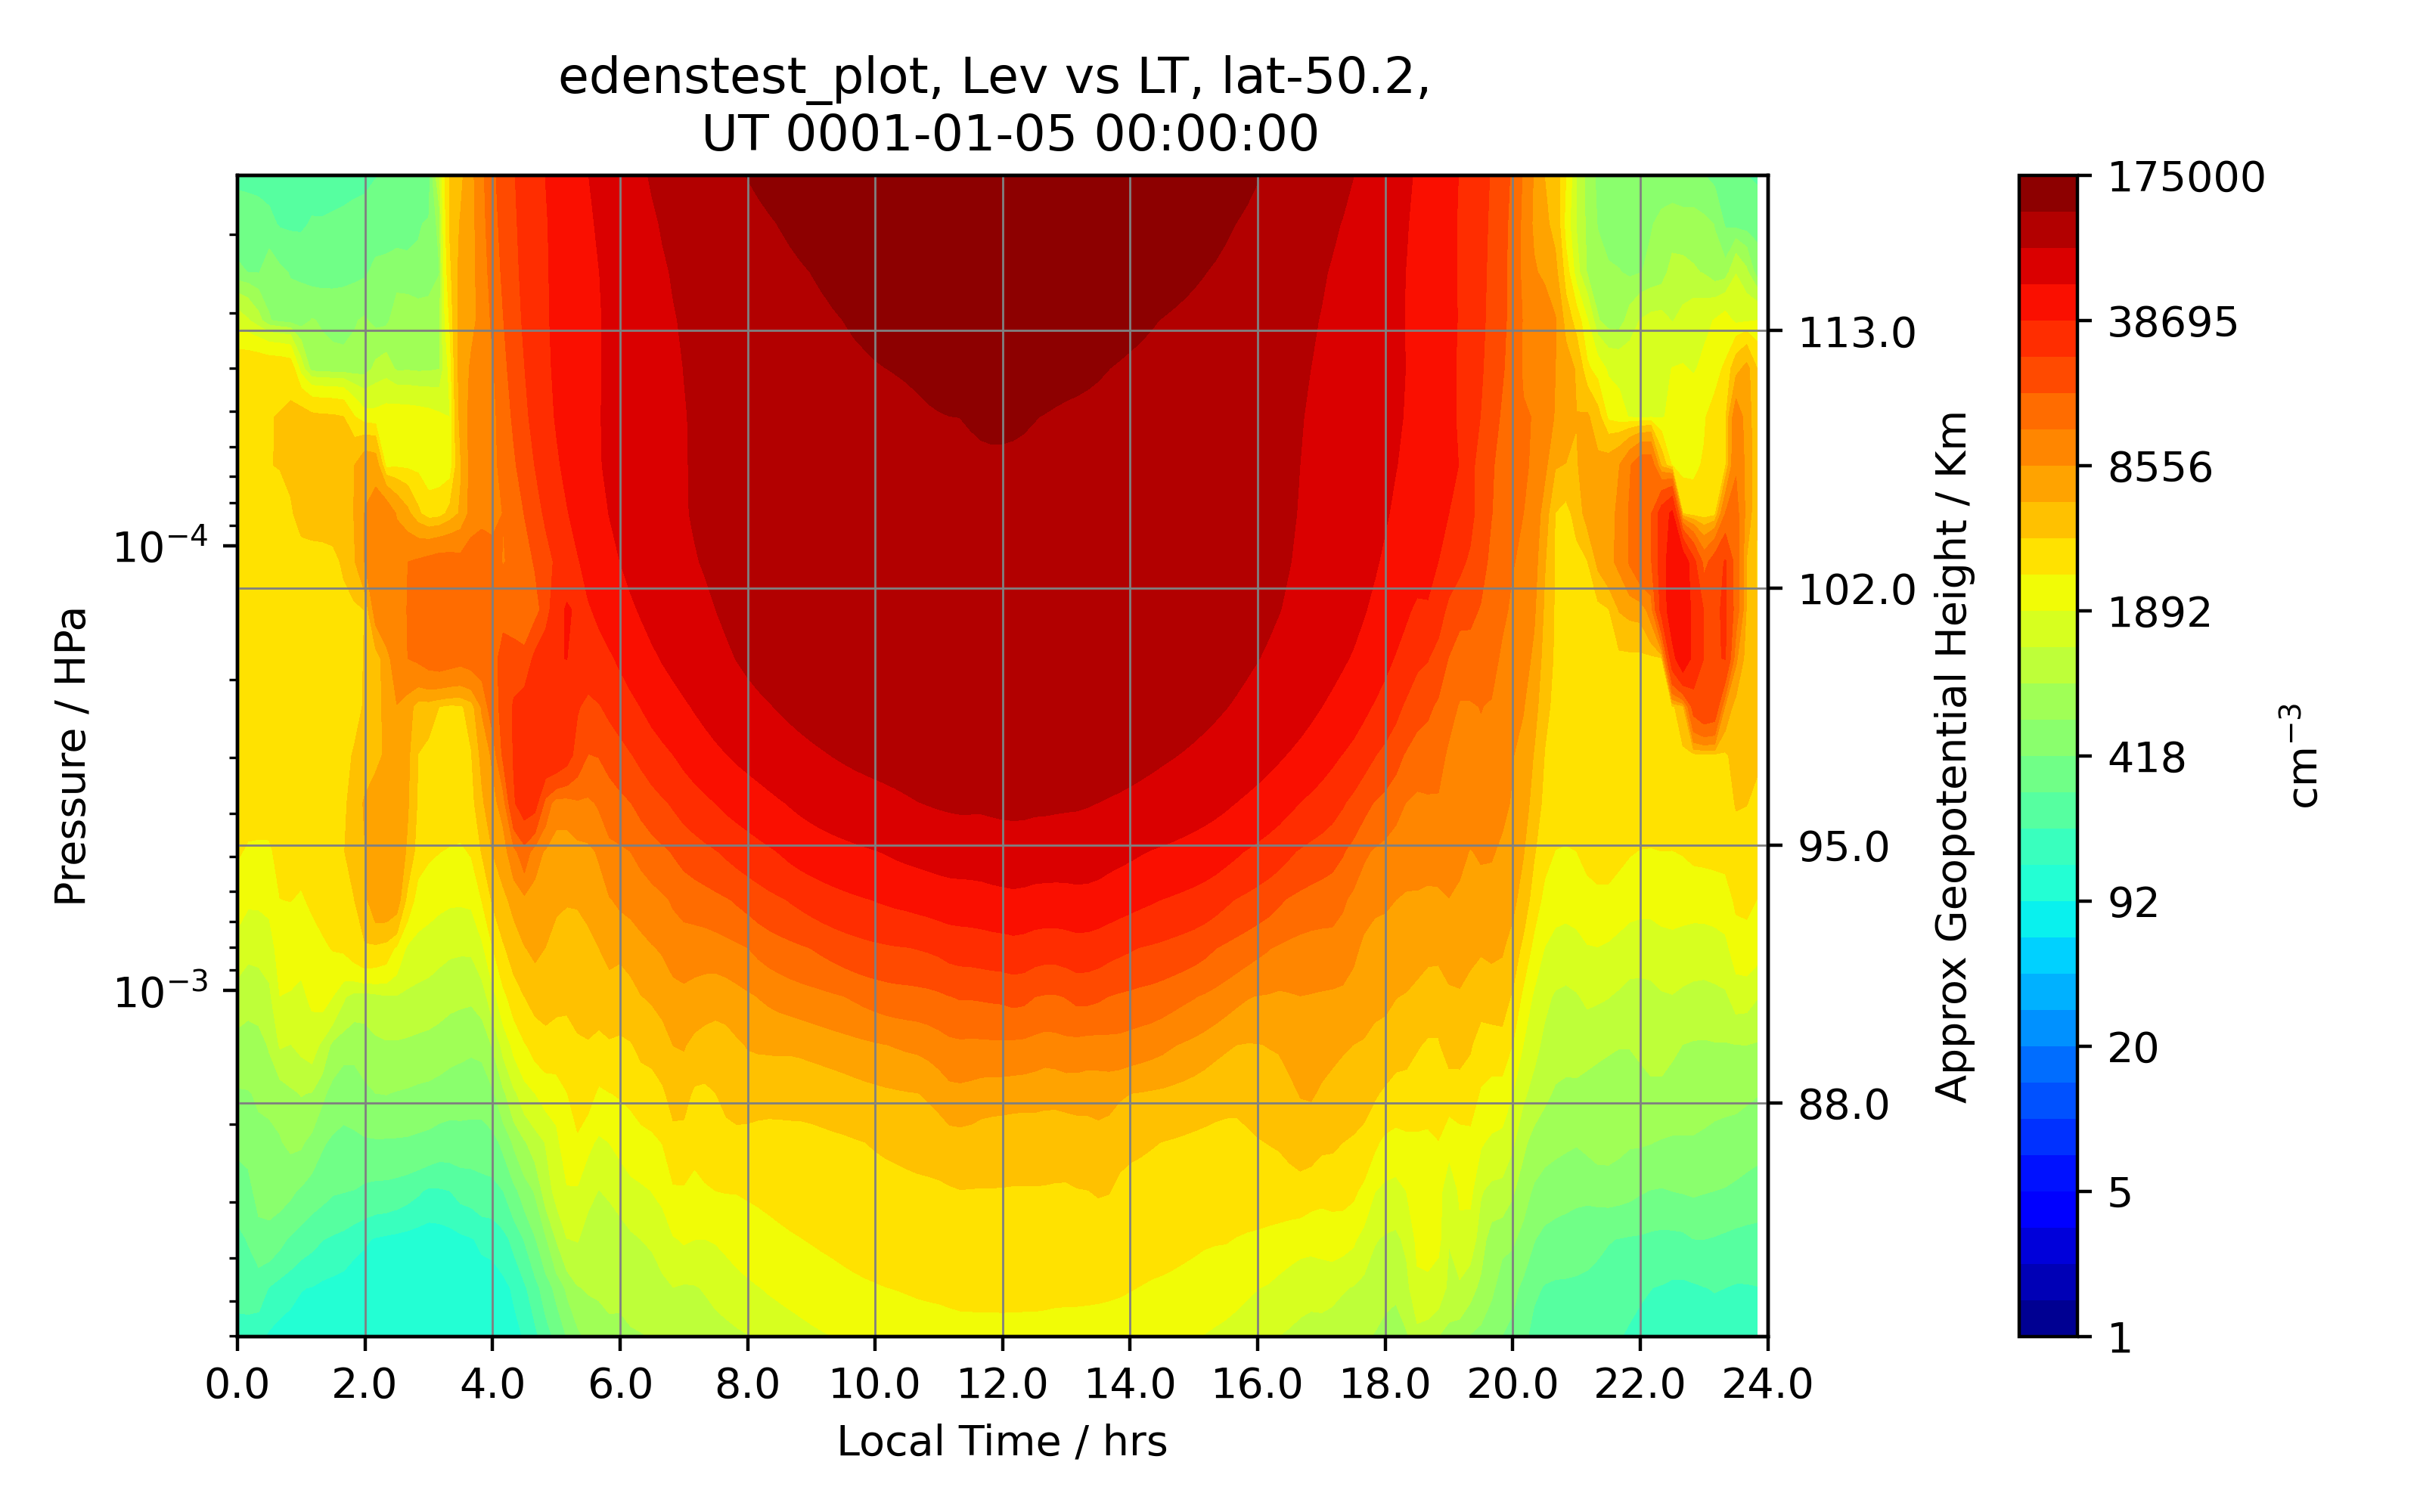 edenstest_plot, Lev vs LT, lat-50.2,
UT 0001-01-05 00:00:00
Pressure / HPa
10⁻⁴
10⁻³
0.0 2.0 4.0 6.0 8.0 10.0 12.0 14.0 16.0 18.0 20.0 22.0 24.0
Local Time / hrs
113.0
102.0
95.0
88.0
Approx Geopotential Height / Km
175000
38695
8556
1892
418
92
20
5
1
cm⁻³